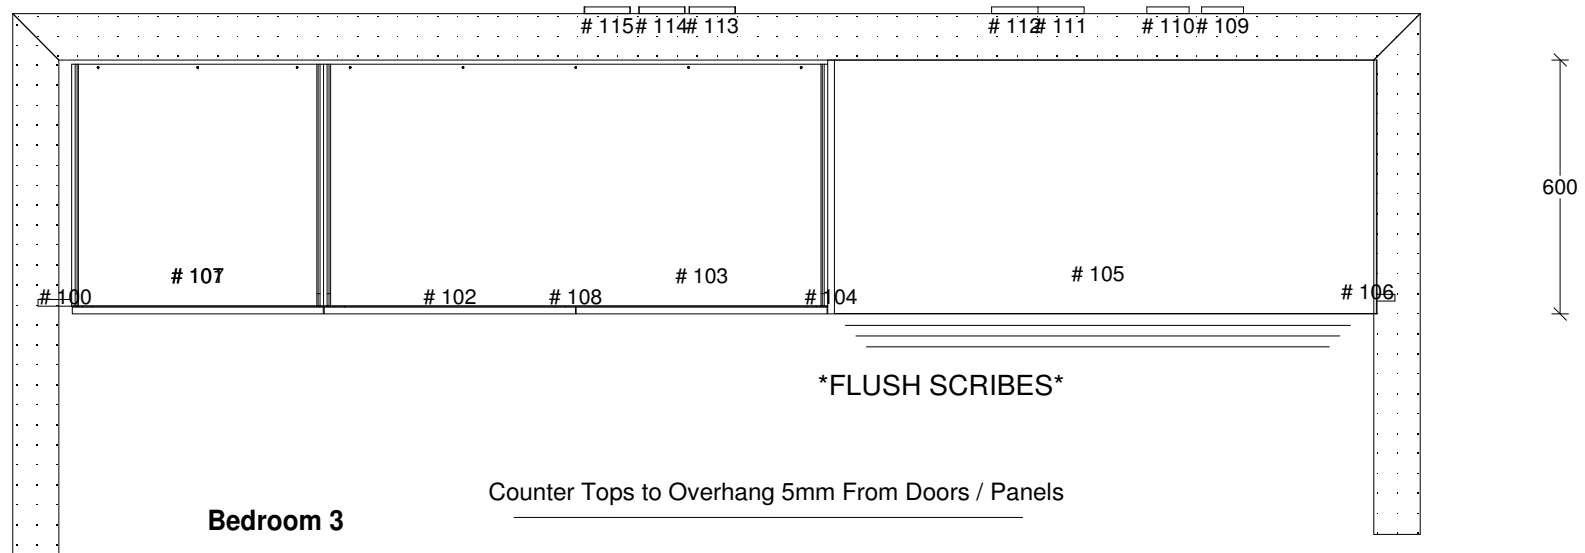 # 115 # 114 # 113 # 112 # 111 # 110 # 109
600
# 107 # 103 # 105
# 100 # 102 # 108 # 104 # 106
*FLUSH SCRIBES*
Counter Tops to Overhang 5mm From Doors / Panels
Bedroom 3